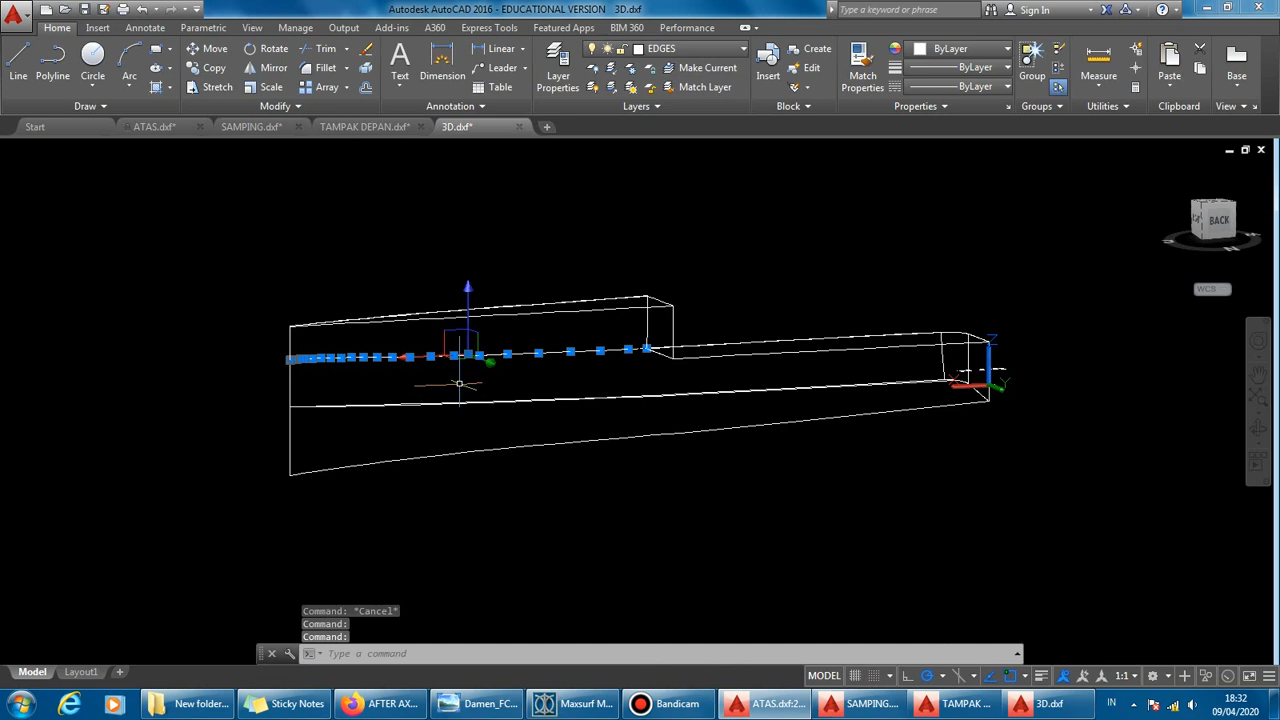 Autodesk AutoCAD 2016 - EDUCATIONAL VERSION    3D.dxf
Type a keyword or phrase
Sign In
Home Insert Annotate Parametric View Manage Output Add-ins A360 Express Tools Featured Apps BIM 360 Performance
Move Rotate Trim
Linear
EDGES
Create
ByLayer
Copy Mirror Fillet
Leader
Make Current
Edit
ByLayer
Line Polyline Circle Arc
Stretch Scale Array
Text Dimension
Table
Layer Properties
Match Layer
Insert
Match Properties
ByLayer
Group
Measure
Paste
Base
Draw Modify Annotation Layers Block Properties Groups Utilities Clipboard View
Start ATAS.dxf* SAMPING.dxf* TAMPAK DEPAN.dxf* 3D.dxf*
BACK
WCS
Z
X
Y
Command: *Cancel*
Command:
Command:
Type a command
Model Layout1
MODEL
1:1
New folder...
Sticky Notes
AFTER AX...
Damen_FC...
Maxsurf M...
Bandicam
ATAS.dxf:2...
SAMPING....
TAMPAK ...
3D.dxf
IN
18:32
09/04/2020